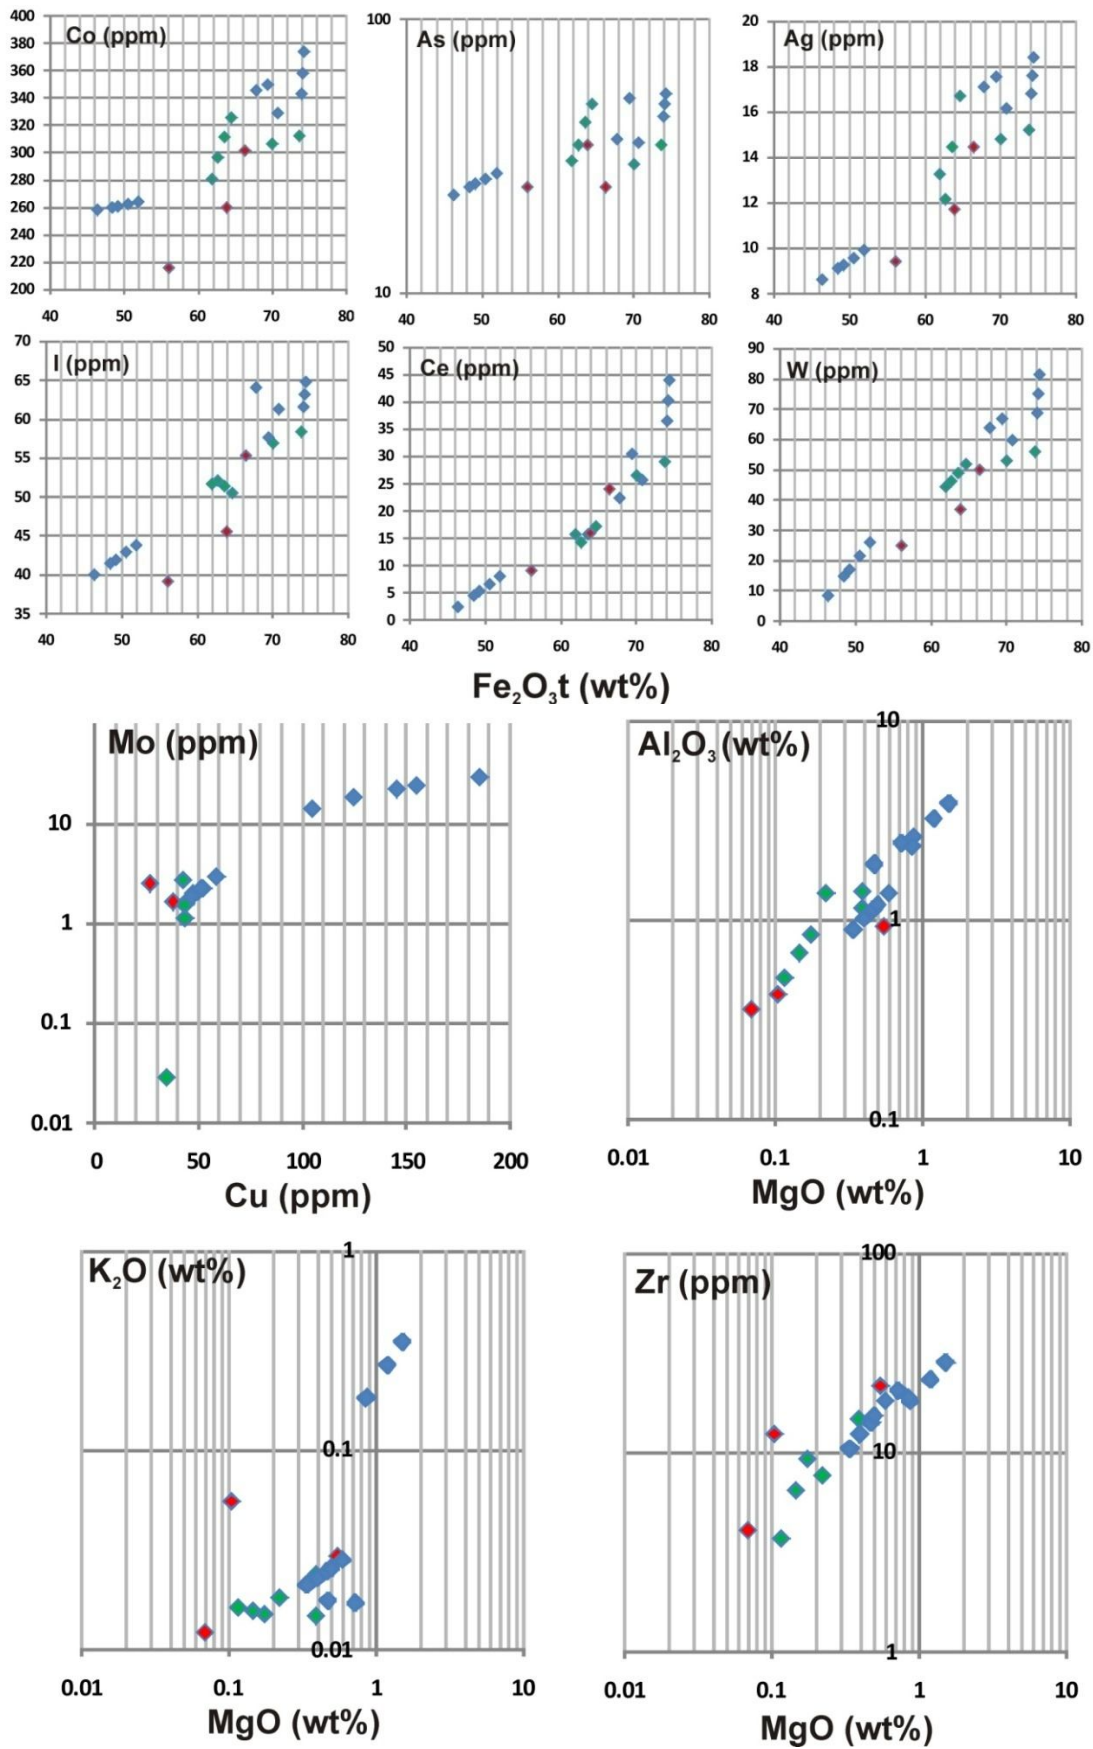 Co (ppm)
400
380
360
340
320
300
280
260
240
220
200
40 50 60 70 80
As (ppm)
100
10
40 50 60 70 80
Ag (ppm)
20
18
16
14
12
10
8
40 50 60 70 80
I (ppm)
70
65
60
55
50
45
40
35
40 50 60 70 80
Ce (ppm)
50
45
40
35
30
25
20
15
10
5
0
40 50 60 70 80
W (ppm)
90
80
70
60
50
40
30
20
10
0
40 50 60 70 80
Fe₂O₃t (wt%)
Mo (ppm)
10
1
0.1
0.01
0 50 100 150 200
Cu (ppm)
Al₂O₃ (wt%)
10
1
0.1
0.01 0.1 1 10
MgO (wt%)
K₂O (wt%)
1
0.1
0.01
0.01 0.1 1 10
MgO (wt%)
Zr (ppm)
100
10
1
0.01 0.1 1 10
MgO (wt%)